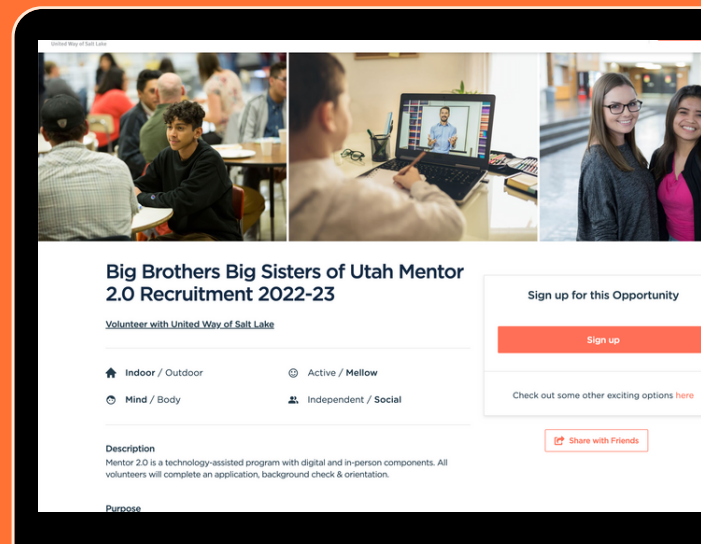 United Way of Salt Lake
Big Brothers Big Sisters of Utah Mentor
2.0 Recruitment 2022-23
Volunteer with United Way of Salt Lake
Indoor / Outdoor
Active / Mellow
Mind / Body
Independent / Social
Description
Mentor 2.0 is a technology-assisted program with digital and in-person components. All
volunteers will complete an application, background check & orientation.
Purpose
Sign up for this Opportunity
Sign up
Check out some other exciting options here
Share with Friends